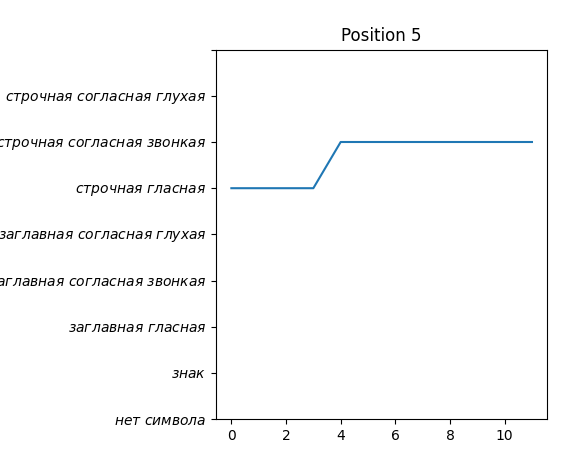 Position 5
строчная согласная глухая
строчная согласная звонкая
строчная гласная
заглавная согласная глухая
аглавная согласная звонкая
заглавная гласная
знак
нет символа
0 2 4 6 8 10